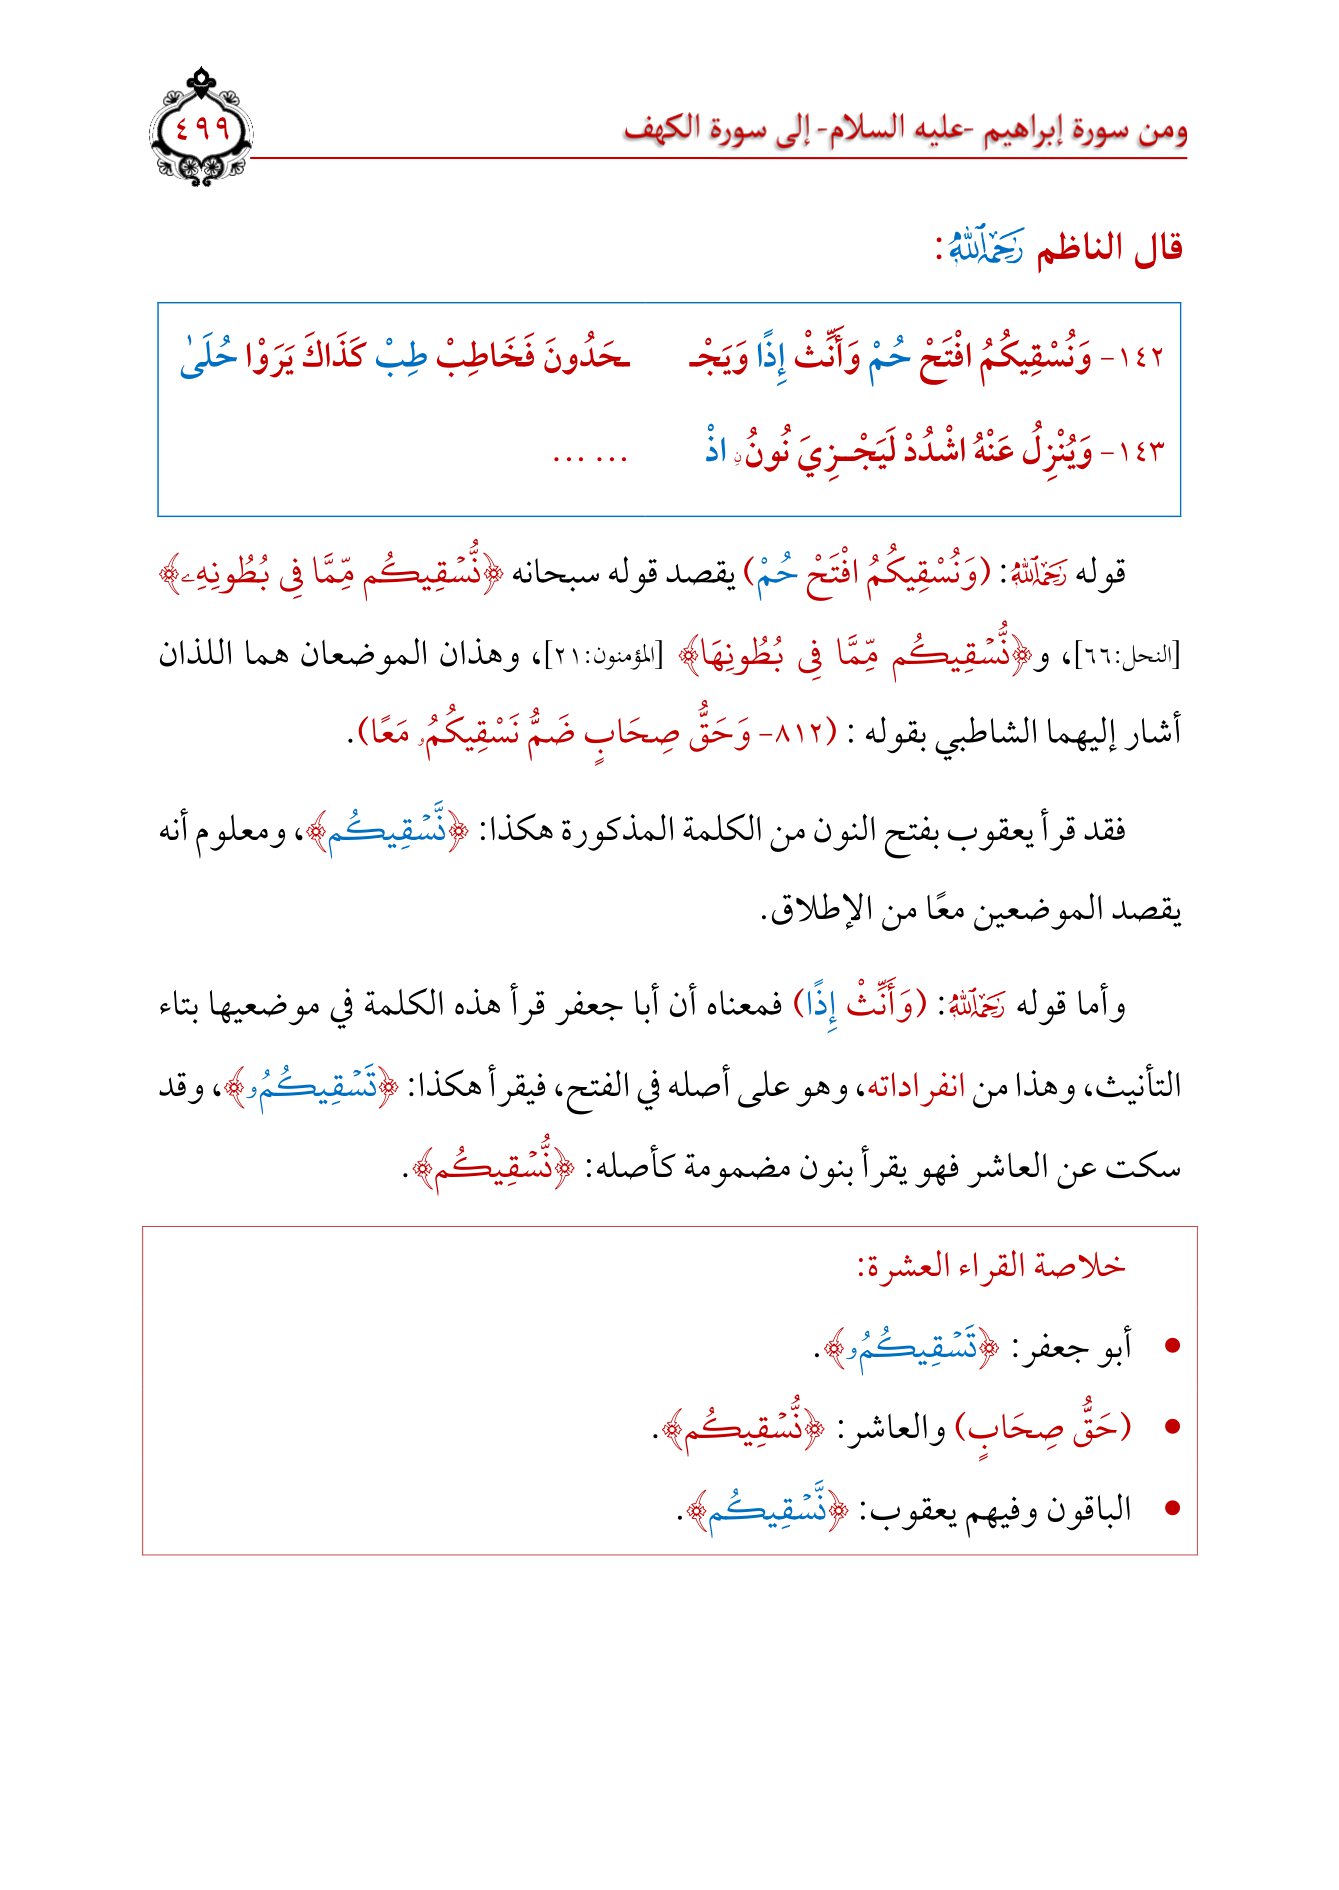 ومن سورة إبراهيم -عليه السلام- إلى سورة الكهف
٤٩٩
قال الناظم رَحِمَهُ ٱللَّهُ:
١٤٢- وَنُسْقِيكُمُ افْتَحْ حُمْ وَأَنِّثْ إِذًا وَيَجْـ ـحَدُونَ فَخَاطِبْ طِبْ كَذَاكَ يَرَوْا حُلَىٰ
١٤٣- وَيُنْزِلُ عَنْهُ اشْدُدْ لَيَجْـزِيَ نُونُنِ اذْ ... ...
قوله رَحِمَهُ ٱللَّهُ: (وَنُسْقِيكُمُ افْتَحْ حُمْ) يقصد قوله سبحانه ﴿نُّسۡقِيكُم مِّمَّا فِي بُطُونِهِۦ﴾
[النحل:٦٦]، و﴿نُّسۡقِيكُم مِّمَّا فِي بُطُونِهَا﴾ [المؤمنون:٢١]، وهذان الموضعان هما اللذان
أشار إليهما الشاطبي بقوله : (٨١٢- وَحَقُّ صِحَابٍ ضَمُّ نَسْقِيكُمُۥ مَعًا).
فقد قرأ يعقوب بفتح النون من الكلمة المذكورة هكذا: ﴿نَّسۡقِيكُم﴾، ومعلوم أنه
يقصد الموضعين معًا من الإطلاق.
وأما قوله رَحِمَهُ ٱللَّهُ: (وَأَنِّثْ إِذًا) فمعناه أن أبا جعفر قرأ هذه الكلمة في موضعيها بتاء
التأنيث، وهذا من انفراداته، وهو على أصله في الفتح، فيقرأ هكذا: ﴿تَسۡقِيكُمُۥ﴾، وقد
سكت عن العاشر فهو يقرأ بنون مضمومة كأصله: ﴿نُّسۡقِيكُم﴾.
خلاصة القراء العشرة:
• أبو جعفر: ﴿تَسۡقِيكُمُۥ﴾.
• (حَقُّ صِحَابٍ) والعاشر: ﴿نُّسۡقِيكُم﴾.
• الباقون وفيهم يعقوب: ﴿نَّسۡقِيكُم﴾.